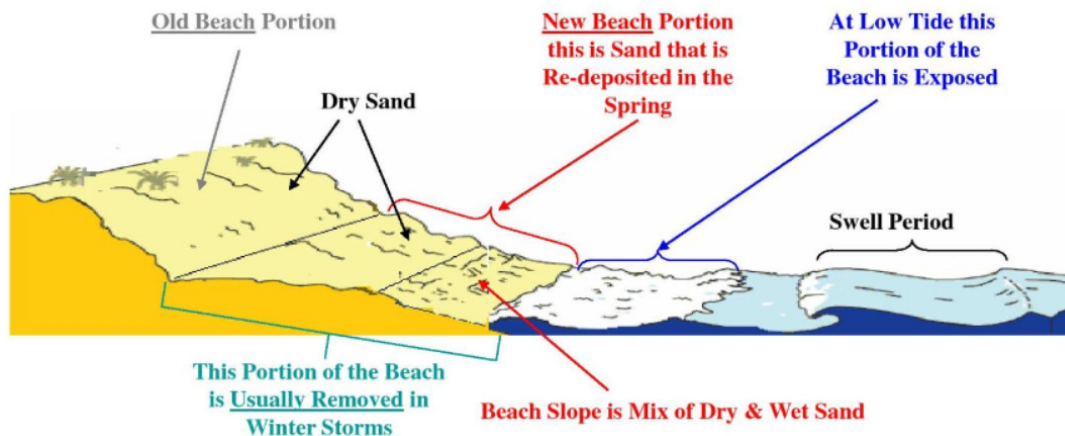 Old Beach Portion
New Beach Portion
this is Sand that is
Re-deposited in the
Spring
At Low Tide this
Portion of the
Beach is Exposed
Dry Sand
Swell Period
This Portion of the Beach
is Usually Removed in
Winter Storms
Beach Slope is Mix of Dry & Wet Sand